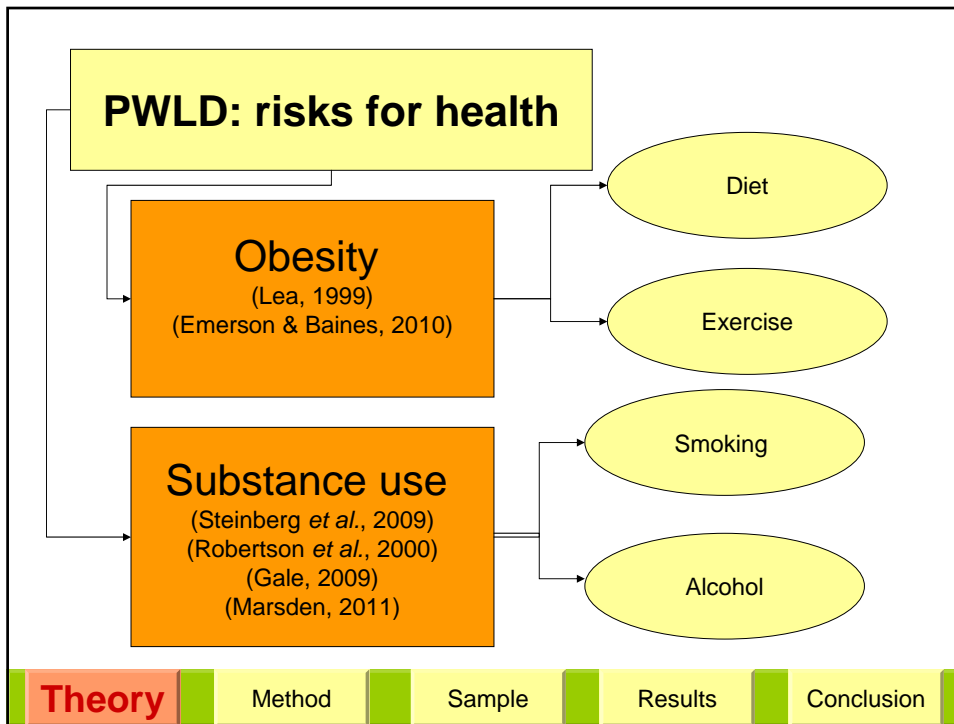 PWLD: risks for health
Diet
Obesity
(Lea, 1999)
(Emerson & Baines, 2010)
Exercise
Smoking
Substance use
(Steinberg et al., 2009)
(Robertson et al., 2000)
(Gale, 2009)
(Marsden, 2011)
Alcohol
Theory
Method
Sample
Results
Conclusion